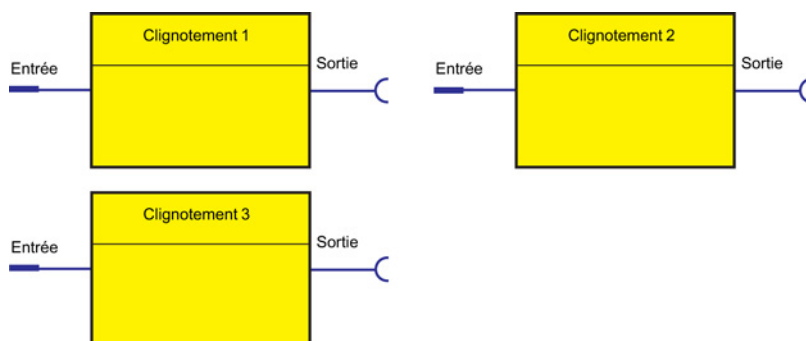 Clignotement 1
Entrée
Sortie
Clignotement 2
Entrée
Sortie
Clignotement 3
Entrée
Sortie